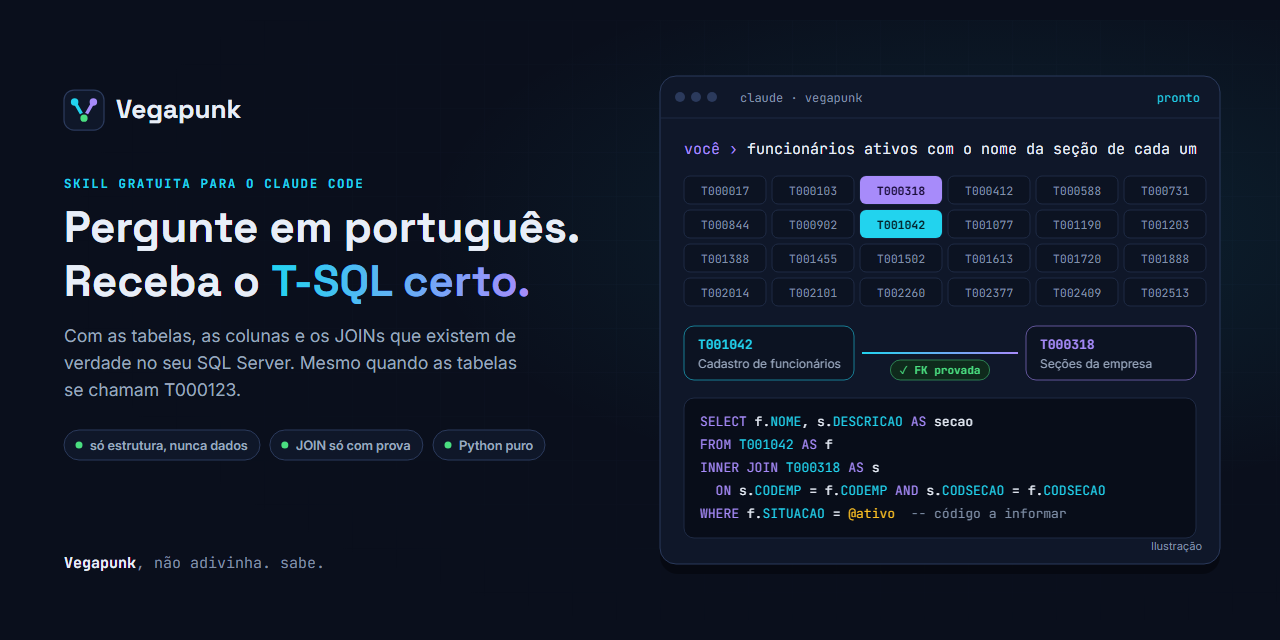 Vegapunk
SKILL GRATUITA PARA O CLAUDE CODE
Pergunte em português.
Receba o T-SQL certo.
Com as tabelas, as colunas e os JOINs que existem de
verdade no seu SQL Server. Mesmo quando as tabelas
se chamam T000123.
só estrutura, nunca dados
JOIN só com prova
Python puro
Vegapunk, não adivinha. sabe.
claude · vegapunk
pronto
você › funcionários ativos com o nome da seção de cada um
T000017 T000103 T000318 T000412 T000588 T000731
T000844 T000902 T001042 T001077 T001190 T001203
T001388 T001455 T001502 T001613 T001720 T001888
T002014 T002101 T002260 T002377 T002409 T002513
T001042
Cadastro de funcionários
✓ FK provada
T000318
Seções da empresa
SELECT f.NOME, s.DESCRICAO AS secao
FROM T001042 AS f
INNER JOIN T000318 AS s
ON s.CODEMP = f.CODEMP AND s.CODSECAO = f.CODSECAO
WHERE f.SITUACAO = @ativo -- código a informar
Ilustração